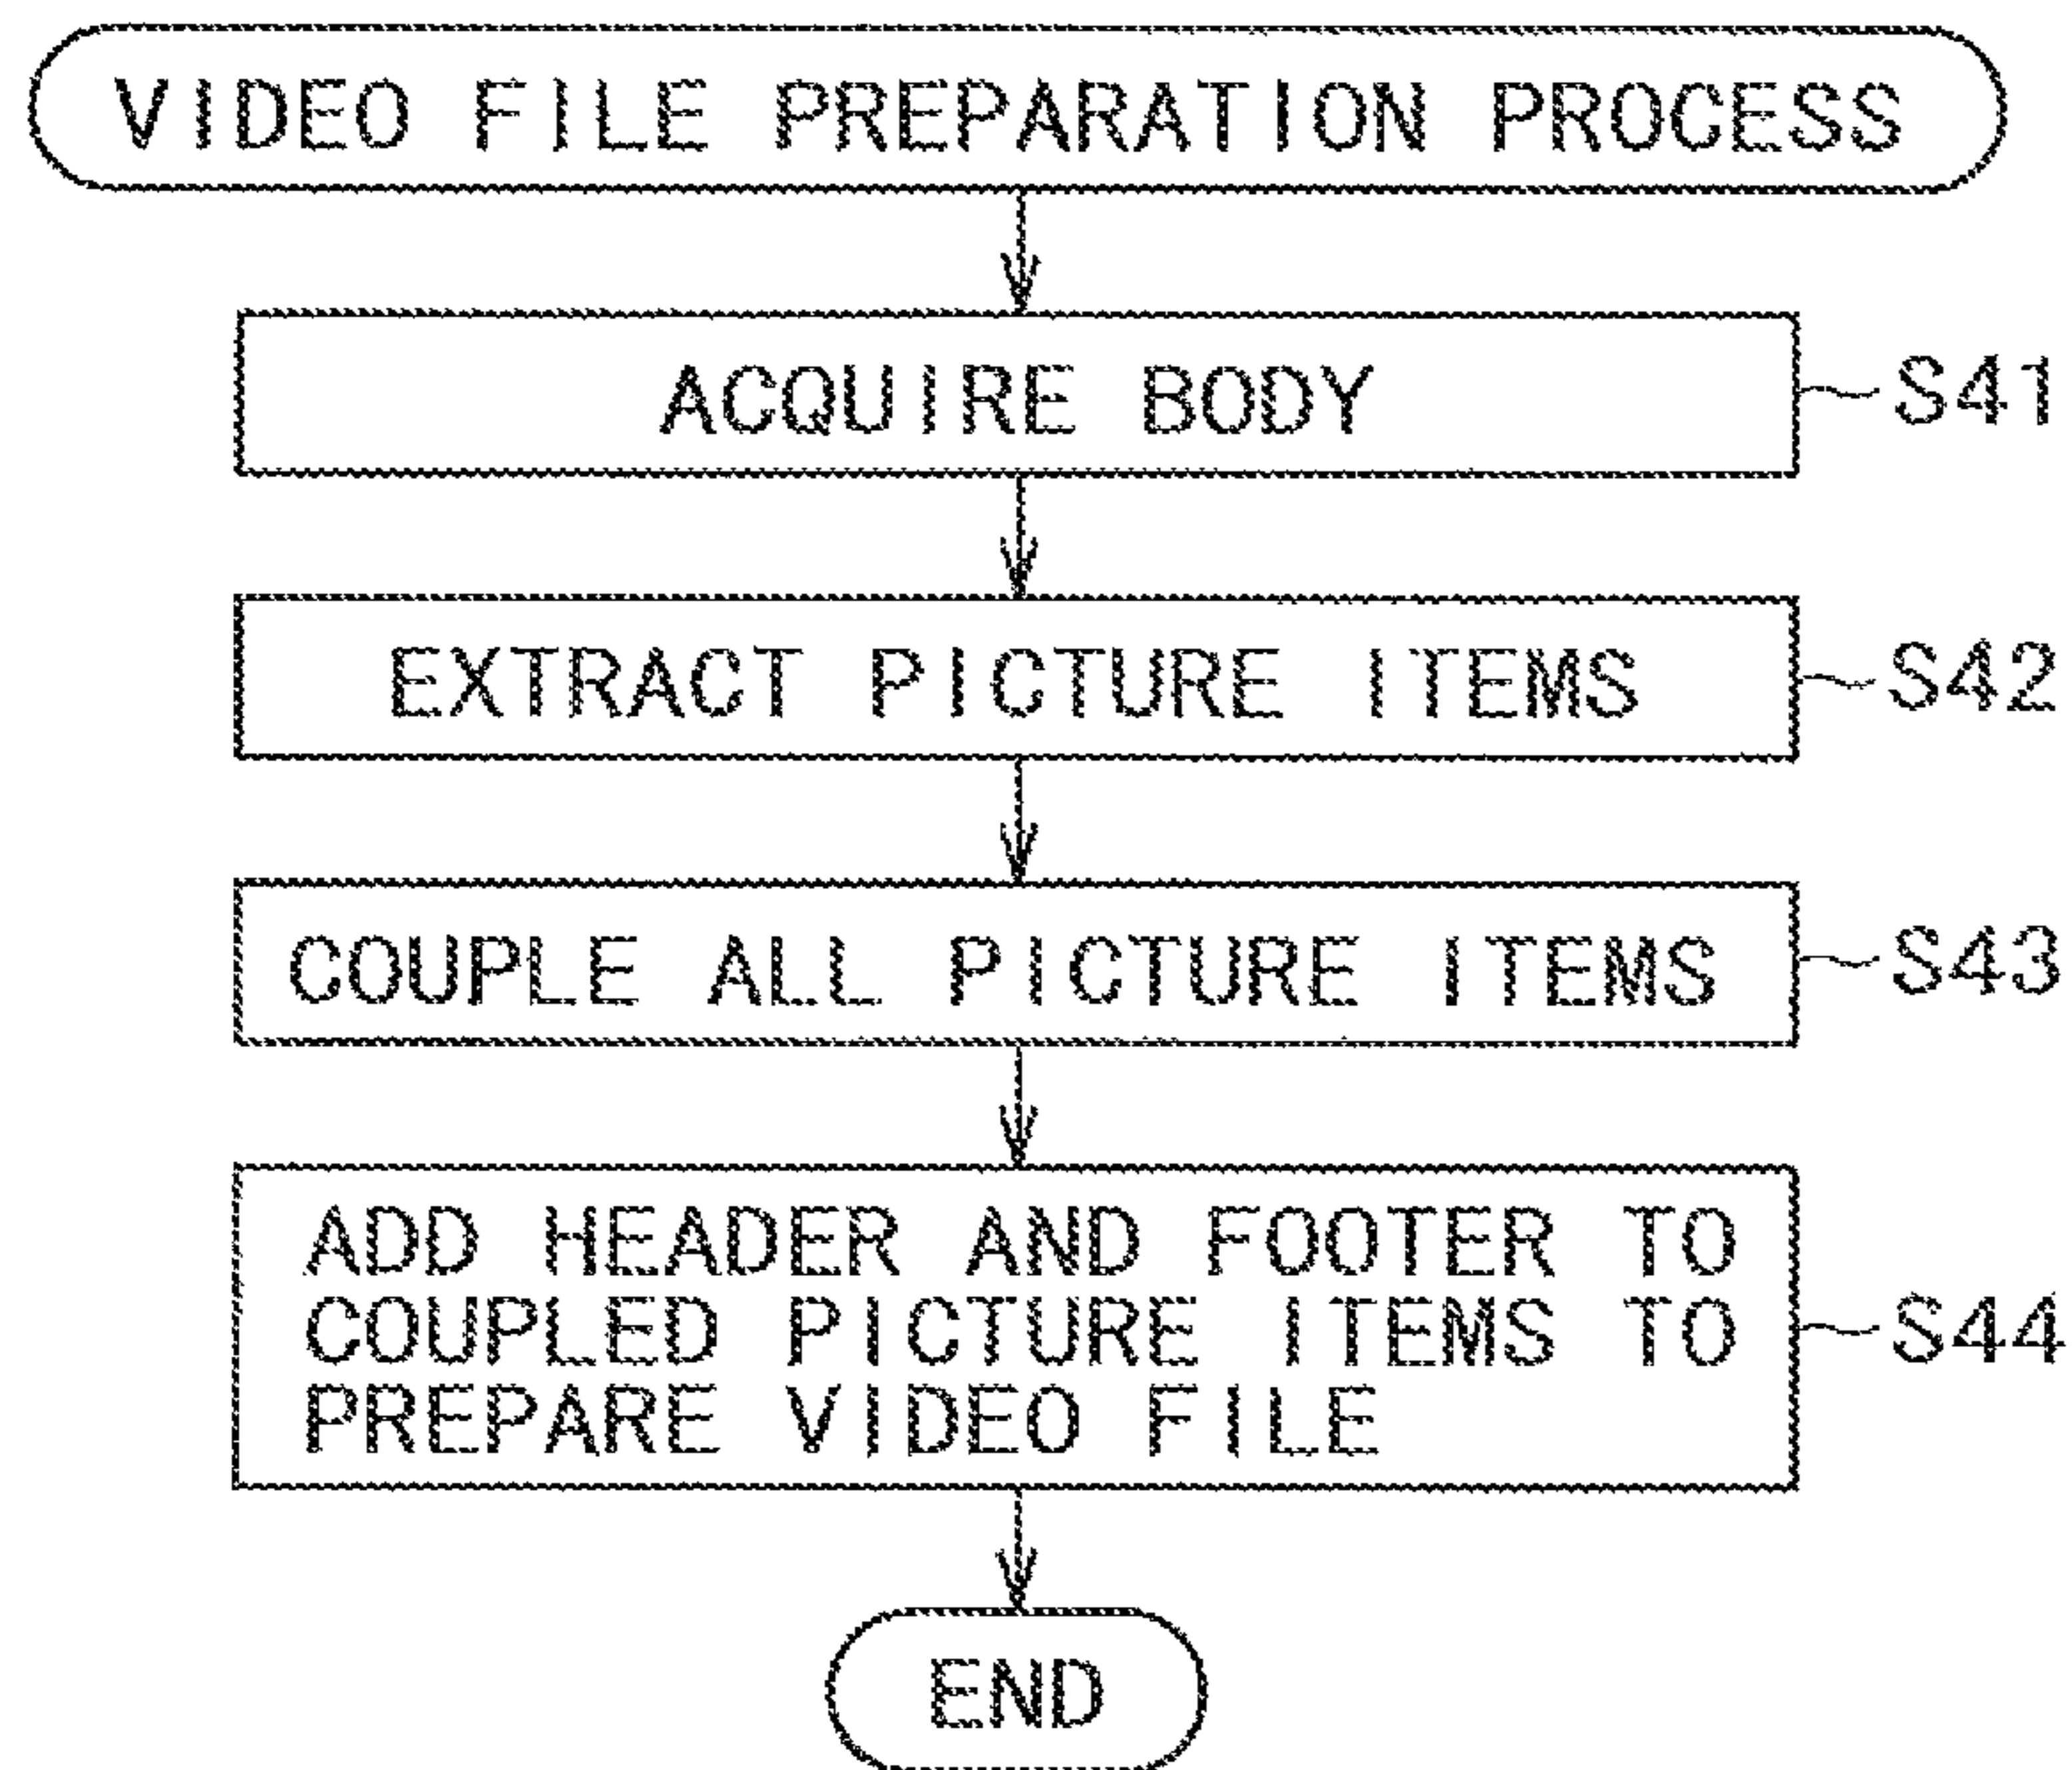 VIDEO FILE PREPARATION PROCESS
ACQUIRE BODY
S41
EXTRACT PICTURE ITEMS
S42
COUPLE ALL PICTURE ITEMS
S43
ADD HEADER AND FOOTER TO
COUPLED PICTURE ITEMS TO
PREPARE VIDEO FILE
S44
END